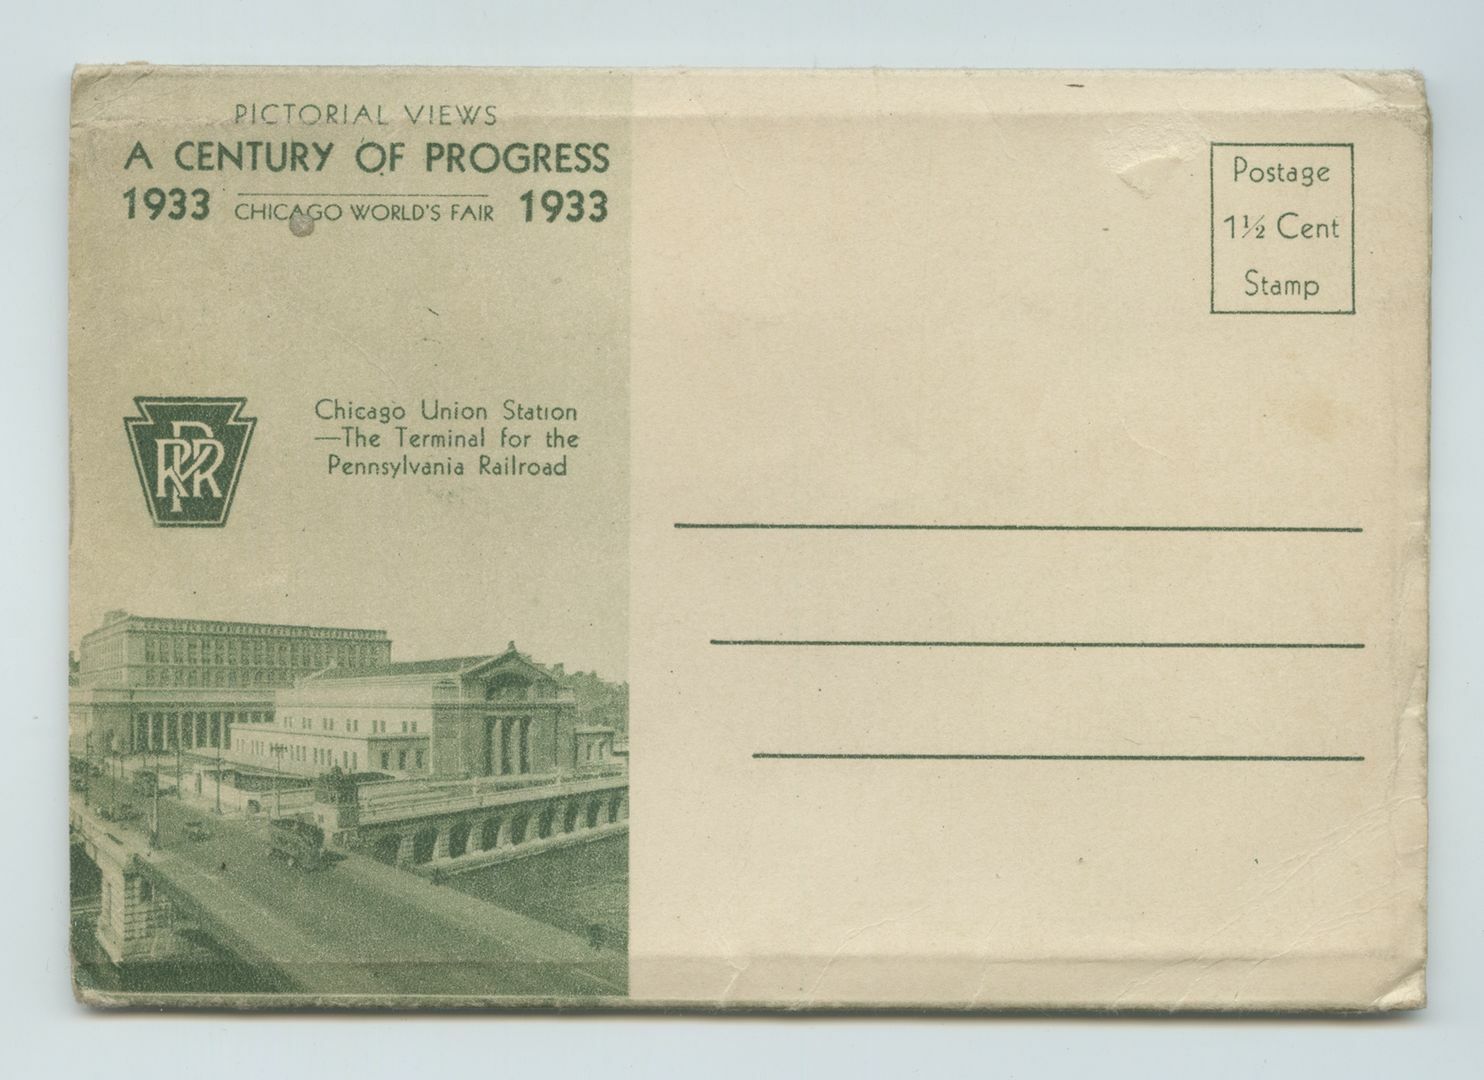 PICTORIAL VIEWS
A CENTURY OF PROGRESS
1933 CHICAGO WORLD'S FAIR 1933
PRR
Chicago Union Station
—The Terminal for the
Pennsylvania Railroad
Postage
1½ Cent
Stamp